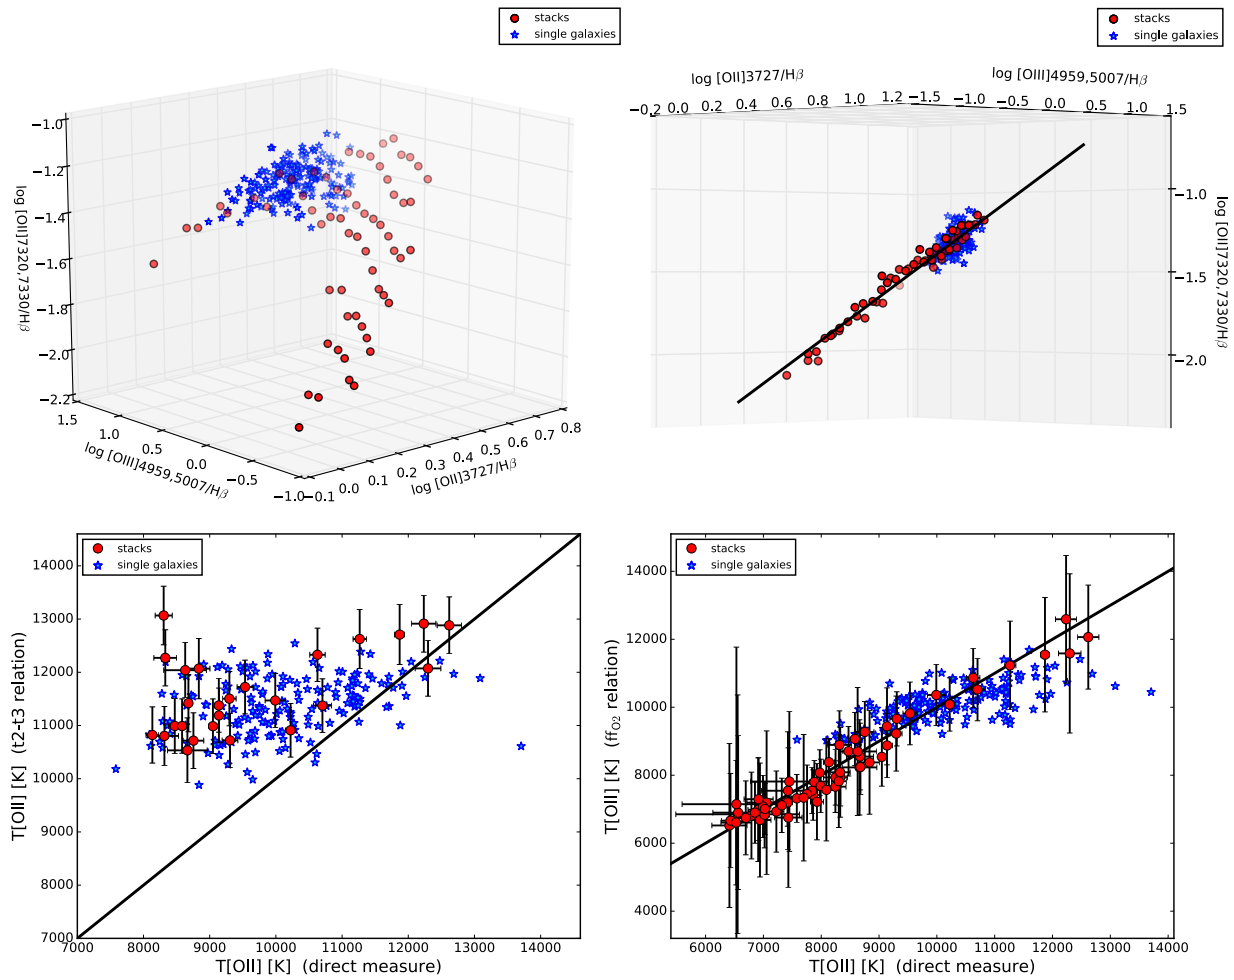 stacks
single galaxies
−1.0
−1.2
−1.4
−1.6
−1.8
−2.0
−2.2
log [OII]7320,7330/Hβ
1.5
1.0
0.5
0.0
−0.5
−1.0
log [OIII]4959,5007/Hβ
−0.1
0.0
0.1
0.2
0.3
0.4
0.5
0.6
0.7
0.8
log [OII]3727/Hβ
stacks
single galaxies
log [OII]3727/Hβ
log [OIII]4959,5007/Hβ
−0.2 0.0 0.2 0.4 0.6 0.8 1.0 1.2
−1.5 −1.0 −0.5 0.0 0.5 1.0 1.5
−1.0
−1.5
−2.0
log [OII]7320,7330/Hβ
stacks
single galaxies
14000
13000
12000
11000
10000
9000
8000
7000
T[OII] [K] (t2-t3 relation)
7000 8000 9000 10000 11000 12000 13000 14000
T[OII] [K] (direct measure)
stacks
single galaxies
14000
12000
10000
8000
6000
4000
T[OII] [K] (ff_{O2} relation)
6000 7000 8000 9000 10000 11000 12000 13000 14000
T[OII] [K] (direct measure)